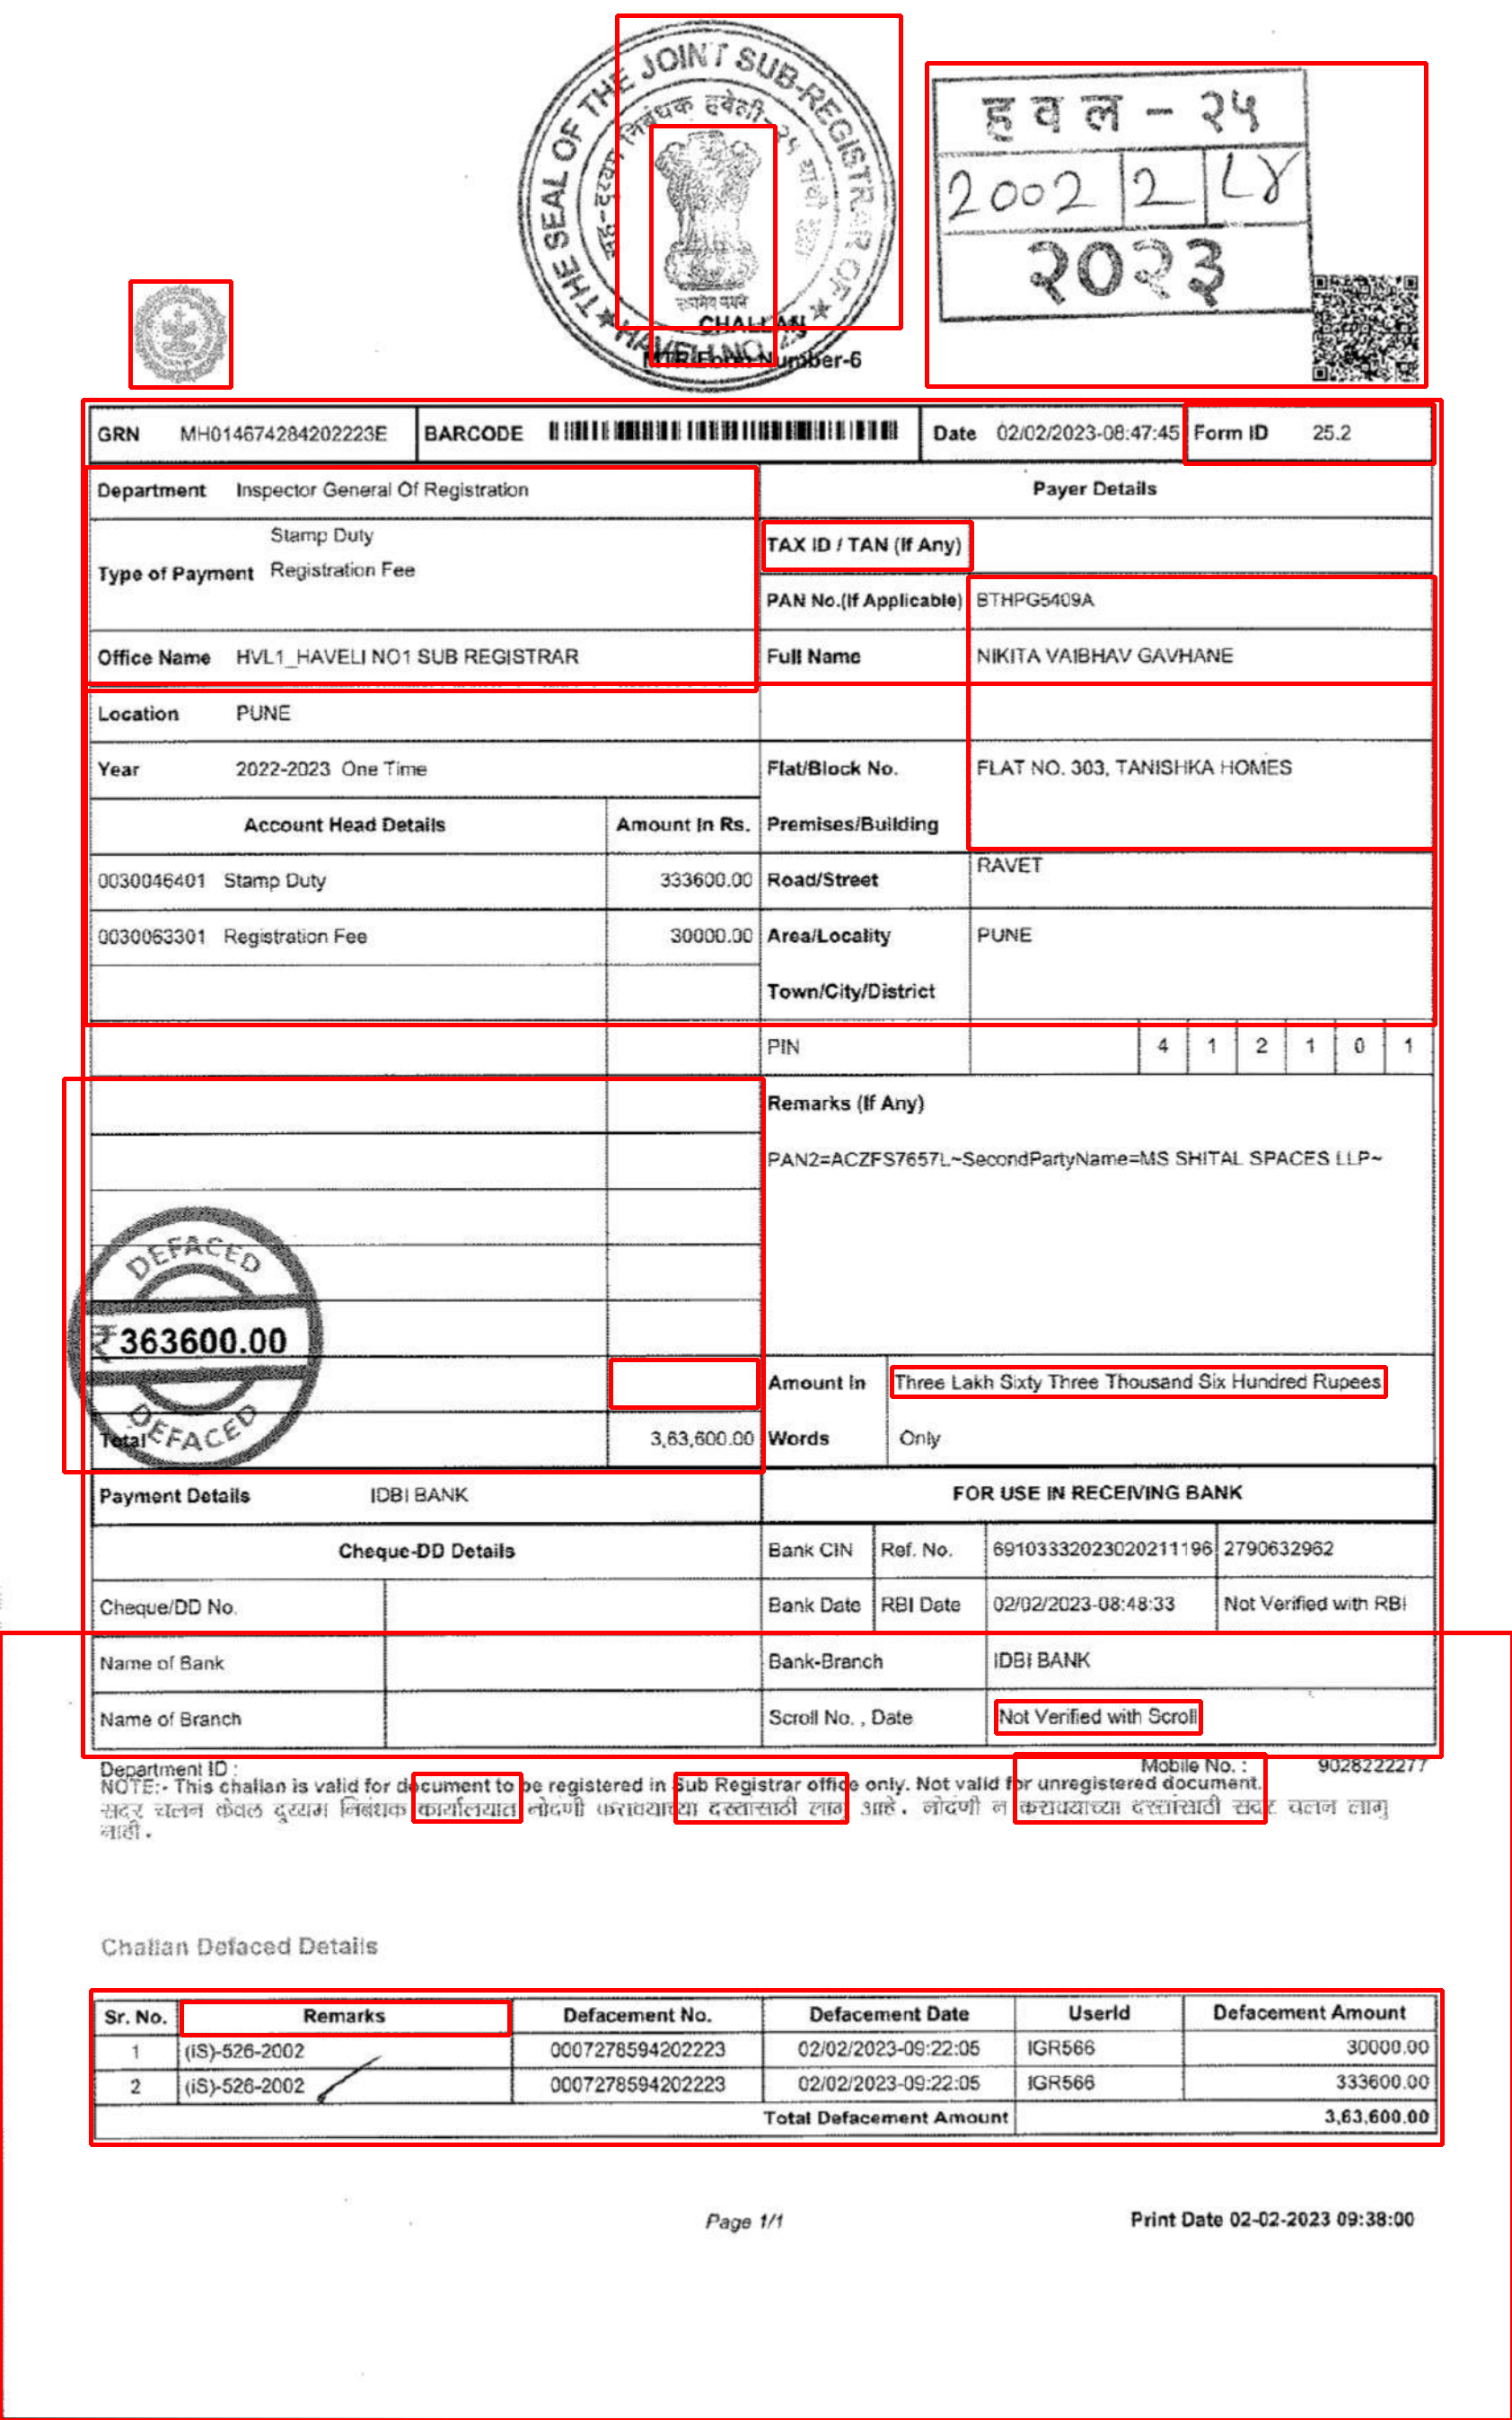 THE SEAL OF THE JOINT SUB-REGISTRAR OF
HAVELI NO. 25
ह व ल - २५
2002 2 ८४
२०२३
CHALLAN
MTR Form Number-6
GRN MH014674284202223E BARCODE Date 02/02/2023-08:47:45 Form ID 25.2
Department Inspector General Of Registration Payer Details
Stamp Duty
Type of Payment Registration Fee
TAX ID / TAN (If Any)
PAN No.(If Applicable) BTHPG5409A
Office Name HVL1_HAVELI NO1 SUB REGISTRAR Full Name NIKITA VAIBHAV GAVHANE
Location PUNE
Year 2022-2023 One Time Flat/Block No. FLAT NO. 303, TANISHKA HOMES
Account Head Details Amount In Rs. Premises/Building
0030046401 Stamp Duty 333600.00 Road/Street RAVET
0030063301 Registration Fee 30000.00 Area/Locality PUNE
Town/City/District
PIN 4 1 2 1 0 1
Remarks (If Any)
PAN2=ACZFS7657L~SecondPartyName=MS SHITAL SPACES LLP~
DEFACED
₹363600.00
DEFACED
Amount In Three Lakh Sixty Three Thousand Six Hundred Rupees
Total 3,63,600.00 Words Only
Payment Details IDBI BANK FOR USE IN RECEIVING BANK
Cheque-DD Details Bank CIN Ref. No. 69103332023020211196 2790632962
Cheque/DD No. Bank Date RBI Date 02/02/2023-08:48:33 Not Verified with RBI
Name of Bank Bank-Branch IDBI BANK
Name of Branch Scroll No. , Date Not Verified with Scroll
Department ID : Mobile No. : 9028222277
NOTE:- This challan is valid for document to be registered in Sub Registrar office only. Not valid for unregistered document.
सदर चलन केवळ दुय्यम निबंधक कार्यालयात नोंदणी करावयाच्या दस्तासाठी लागु आहे. नोंदणी न करावयाच्या दस्तासाठी सदर चलन लागु
नाही.
Challan Defaced Details
Sr. No. Remarks Defacement No. Defacement Date UserId Defacement Amount
1 (iS)-526-2002 0007278594202223 02/02/2023-09:22:05 IGR566 30000.00
2 (iS)-526-2002 0007278594202223 02/02/2023-09:22:05 IGR566 333600.00
Total Defacement Amount 3,63,600.00
Page 1/1 Print Date 02-02-2023 09:38:00